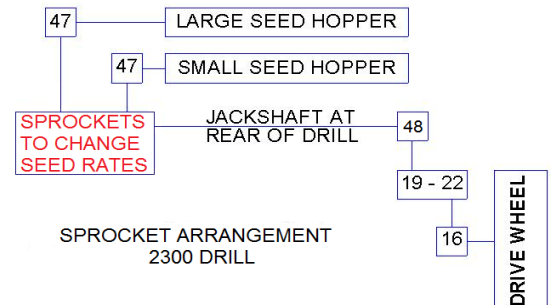 47
LARGE SEED HOPPER
47
SMALL SEED HOPPER
SPROCKETS
TO CHANGE
SEED RATES
JACKSHAFT AT
REAR OF DRILL
48
19 - 22
16
DRIVE WHEEL
SPROCKET ARRANGEMENT
2300 DRILL